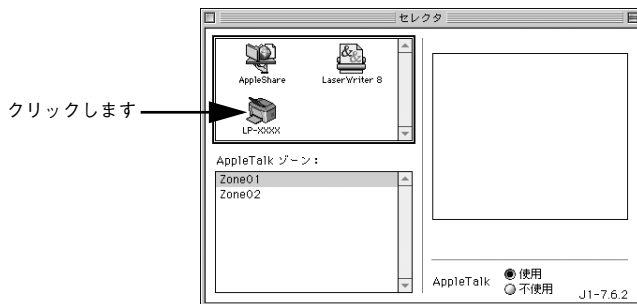 セレクタ
AppleShare
LaserWriter 8
クリックします
LP-XXXX
AppleTalk ゾーン：
Zone01
Zone02
AppleTalk
使用
不使用
J1-7.6.2